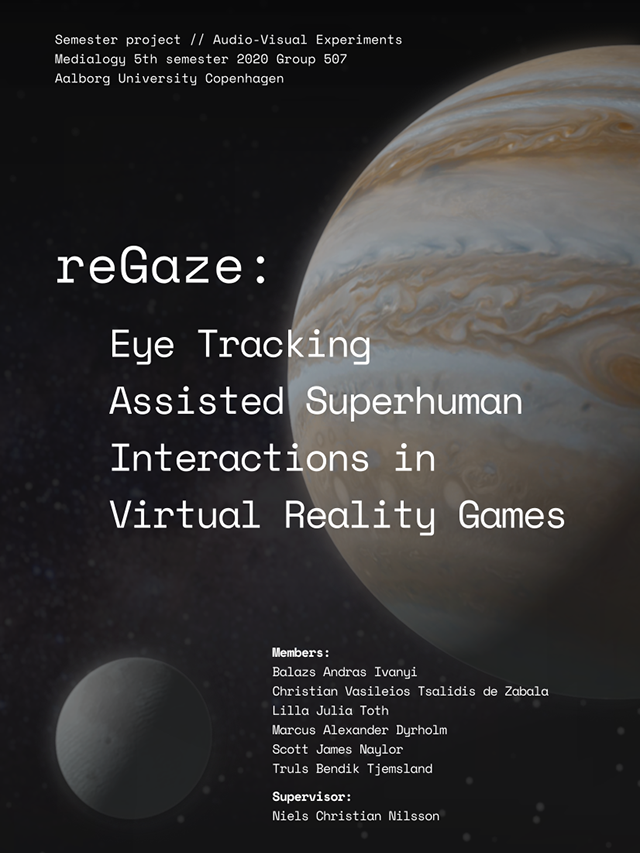 Semester project // Audio-Visual Experiments
Medialogy 5th semester 2020 Group 507
Aalborg University Copenhagen
reGaze:
Eye Tracking
Assisted Superhuman
Interactions in
Virtual Reality Games
Members:
Balazs Andras Ivanyi
Christian Vasileios Tsalidis de Zabala
Lilla Julia Toth
Marcus Alexander Dyrholm
Scott James Naylor
Truls Bendik Tjemsland
Supervisor:
Niels Christian Nilsson